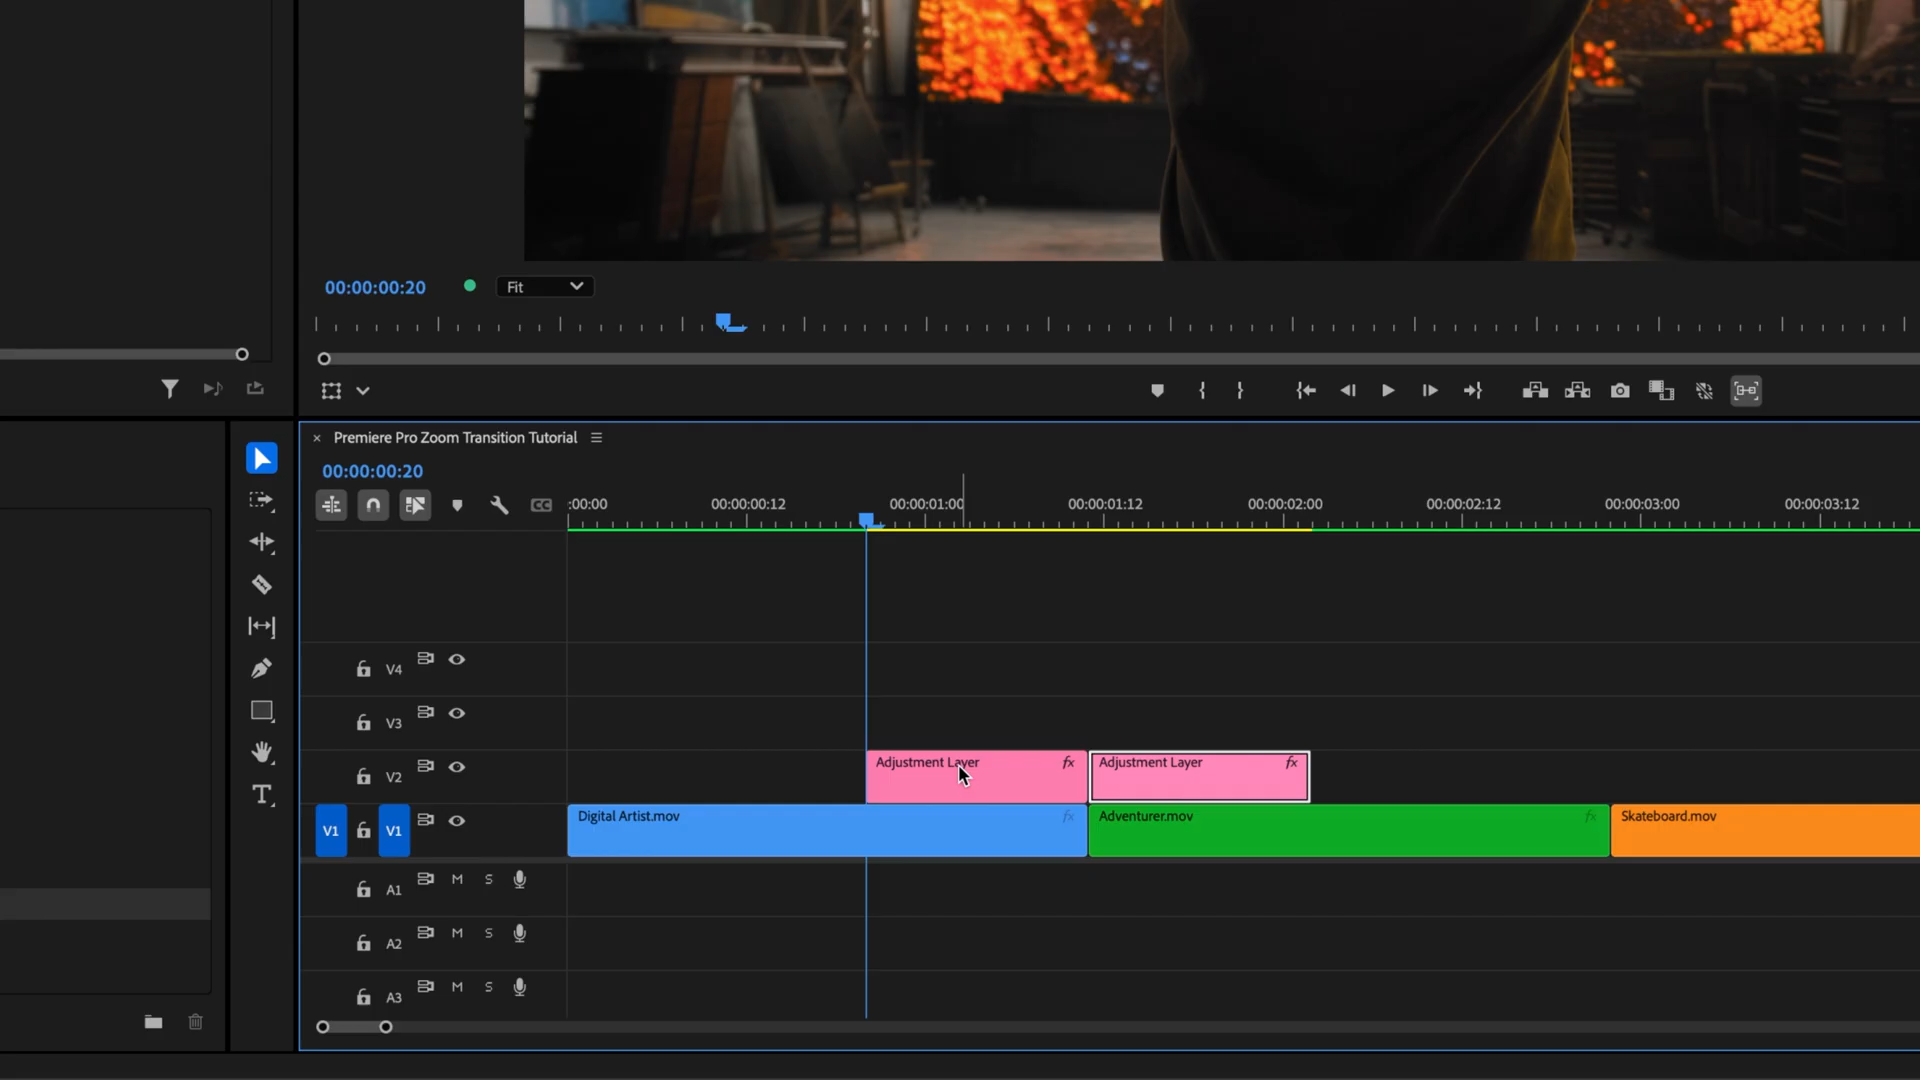 00:00:00:20
Fit
Premiere Pro Zoom Transition Tutorial
00:00:00:20
CC
:00:00
00:00:00:12
00:00:01:00
00:00:01:12
00:00:02:00
00:00:02:12
00:00:03:00
00:00:03:12
V4
V3
V2
Adjustment Layer fx
Adjustment Layer fx
V1
V1
Digital Artist.mov fx
Adventurer.mov fx
Skateboard.mov
A1 M S
A2 M S
A3 M S
T